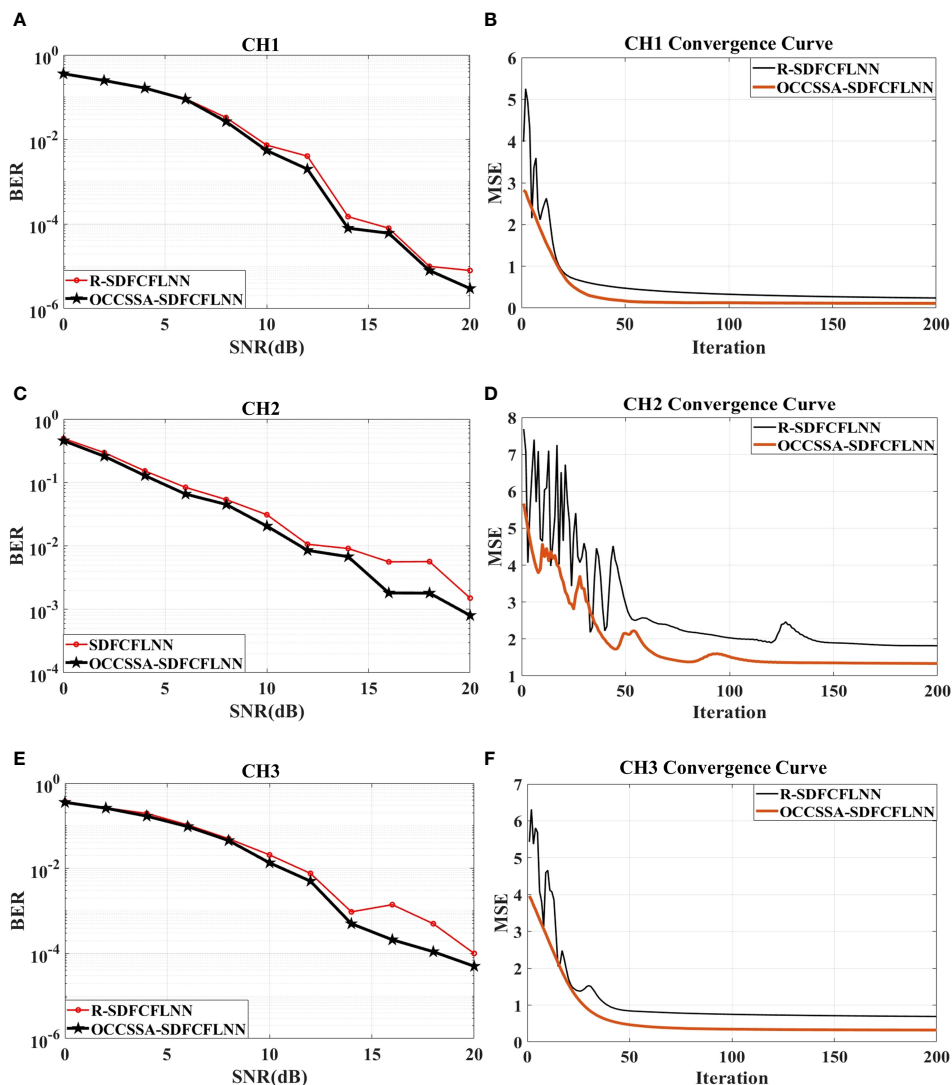 A
CH1
10^0
10^-2
10^-4
10^-6
BER
R-SDFCFLNN
OCCSSA-SDFCFLNN
0 5 10 15 20
SNR(dB)
B
CH1 Convergence Curve
6
5
4
3
2
1
0
MSE
R-SDFCFLNN
OCCSSA-SDFCFLNN
50 100 150 200
Iteration
C
CH2
10^0
10^-1
10^-2
10^-3
10^-4
BER
SDFCFLNN
OCCSSA-SDFCFLNN
0 5 10 15 20
SNR(dB)
D
CH2 Convergence Curve
8
7
6
5
4
3
2
1
MSE
R-SDFCFLNN
OCCSSA-SDFCFLNN
0 50 100 150 200
Iteration
E
CH3
10^0
10^-2
10^-4
10^-6
BER
R-SDFCFLNN
OCCSSA-SDFCFLNN
0 5 10 15 20
SNR(dB)
F
CH3 Convergence Curve
7
6
5
4
3
2
1
0
MSE
R-SDFCFLNN
OCCSSA-SDFCFLNN
0 50 100 150 200
Iteration